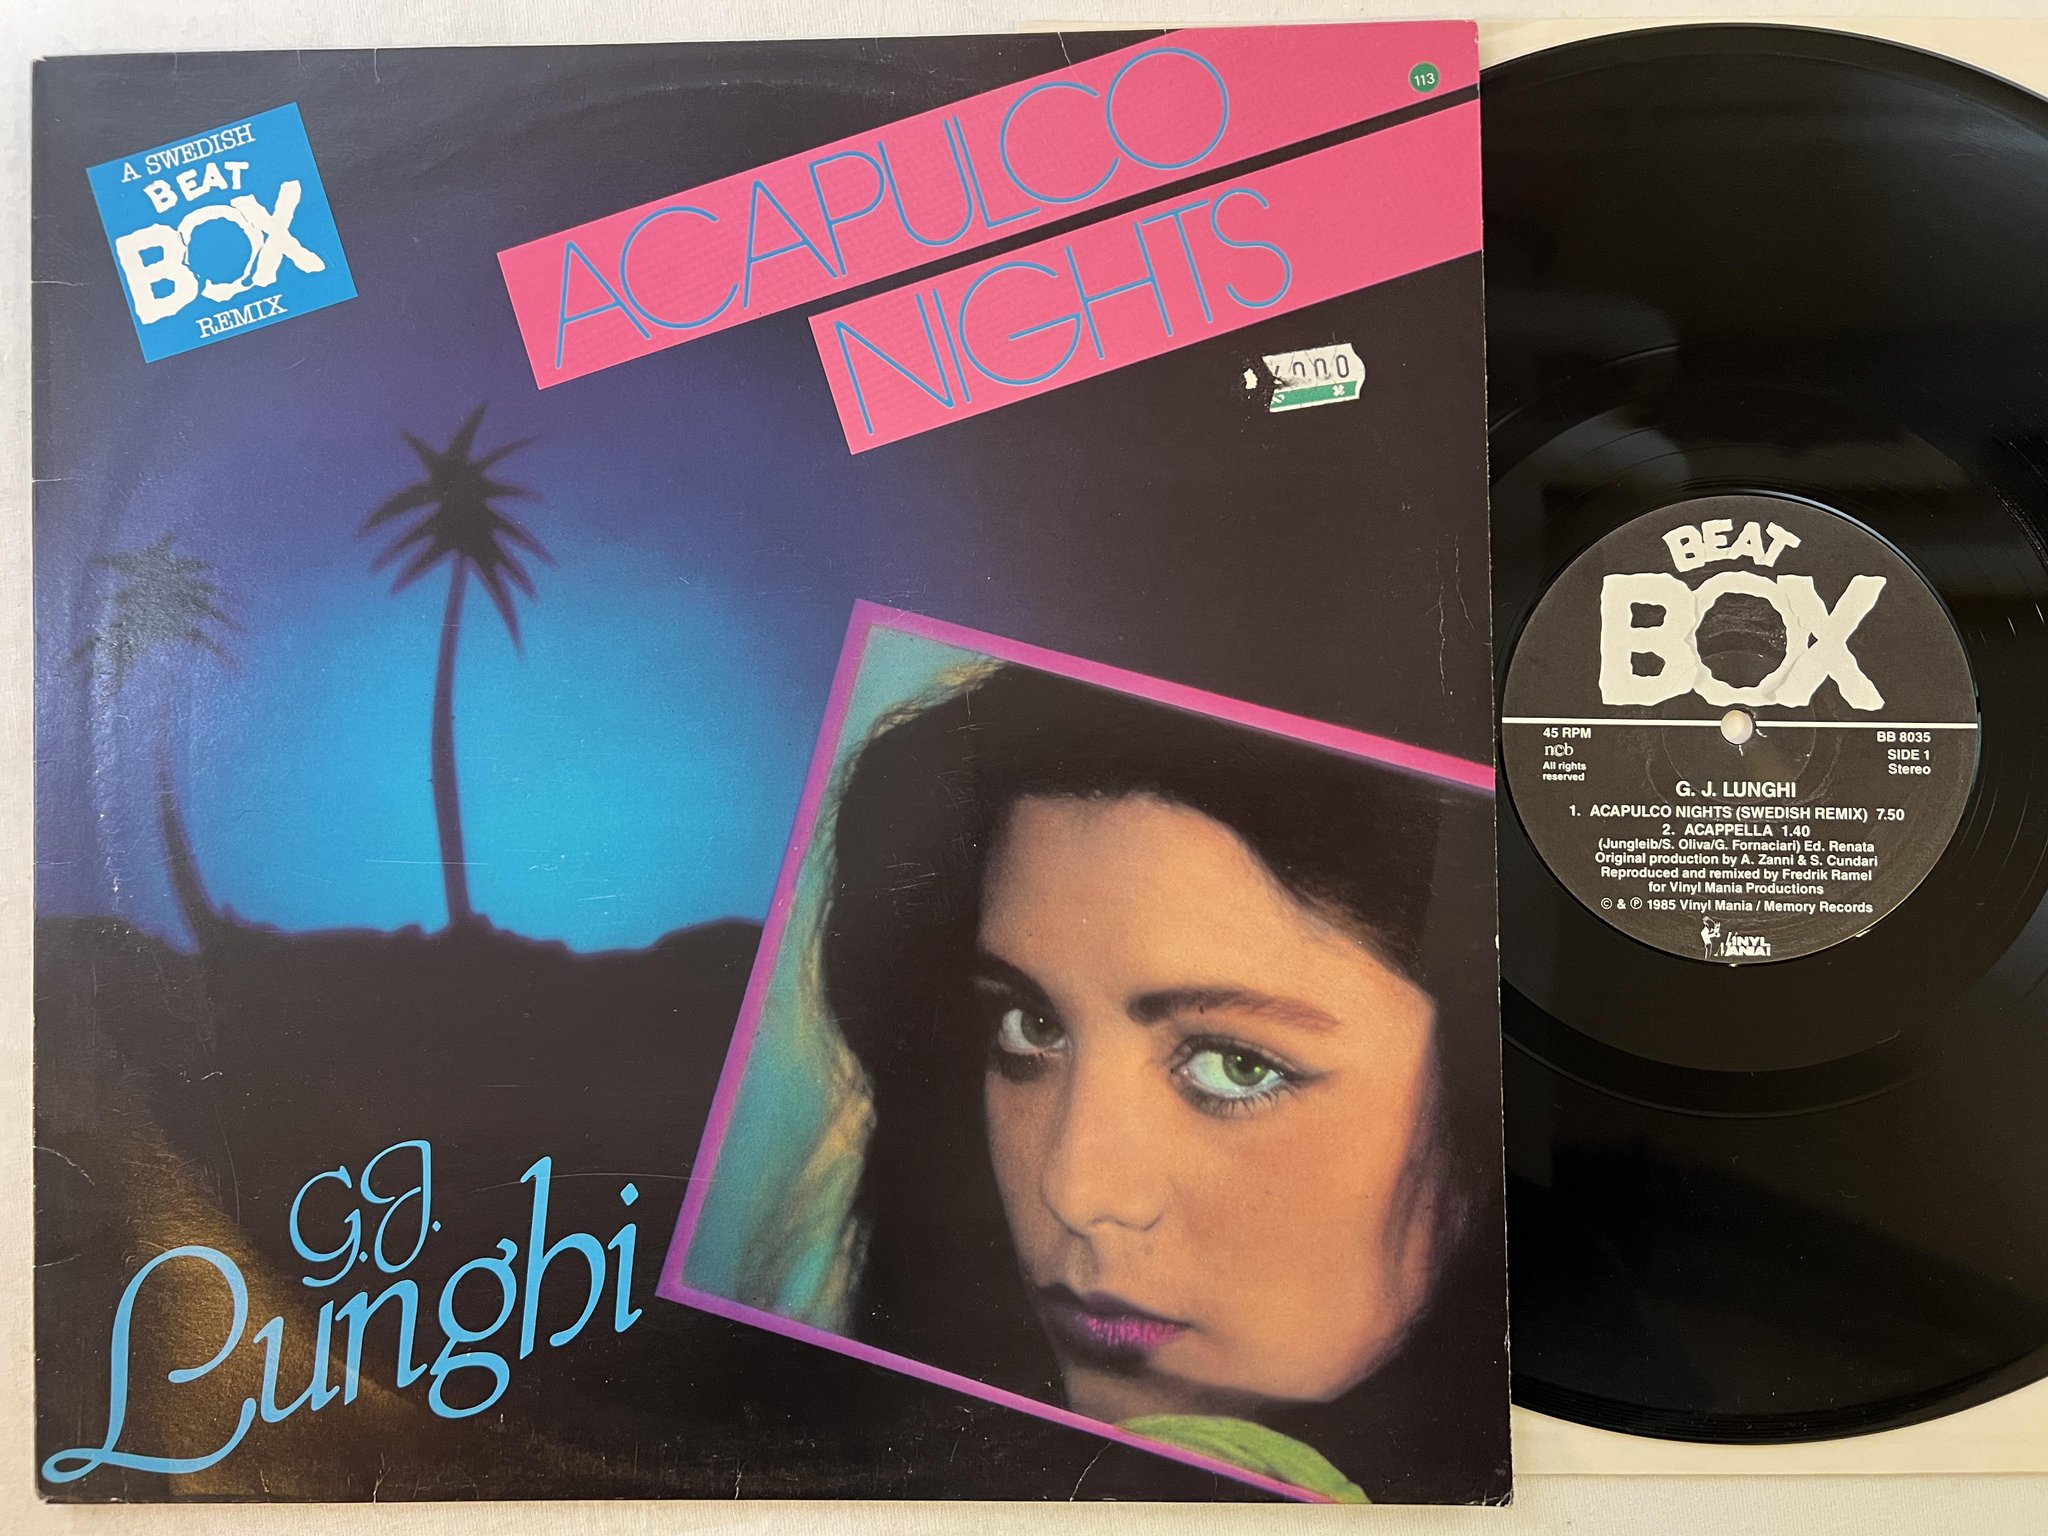 A SWEDISH
BEAT
BOX
REMIX
ACAPULCO
NIGHTS
113
000
G.J.
Lunghi
BEAT
BOX
45 RPM
ncb
All rights
reserved
BB 8035
SIDE 1
Stereo
G. J. LUNGHI
1. ACAPULCO NIGHTS (SWEDISH REMIX) 7.50
2. ACAPPELLA 1.40
(Jungleib/S. Oliva/G. Fornaciari) Ed. Renata
Original production by A. Zanni & S. Cundari
Reproduced and remixed by Fredrik Ramel
for Vinyl Mania Productions
© & ℗ 1985 Vinyl Mania / Memory Records
VINYL
MANIA!